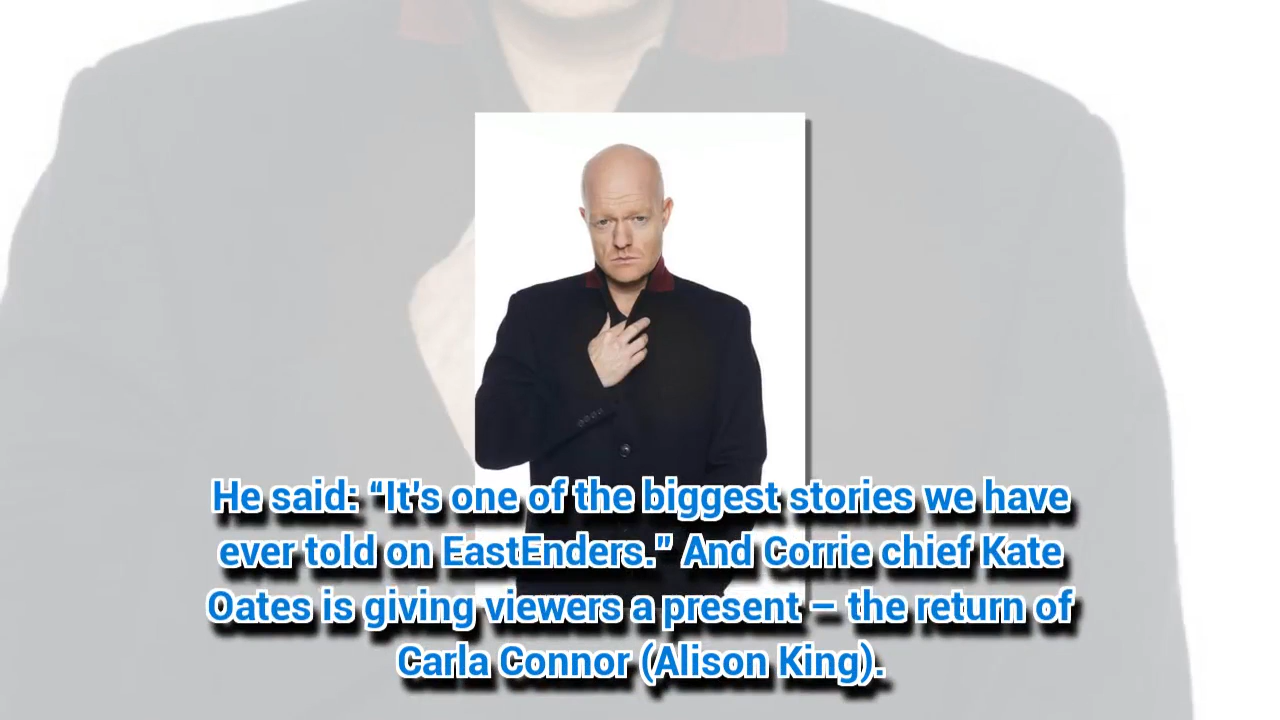 He said: “It’s one of the biggest stories we have
ever told on EastEnders.” And Corrie chief Kate
Oates is giving viewers a present – the return of
Carla Connor (Alison King).